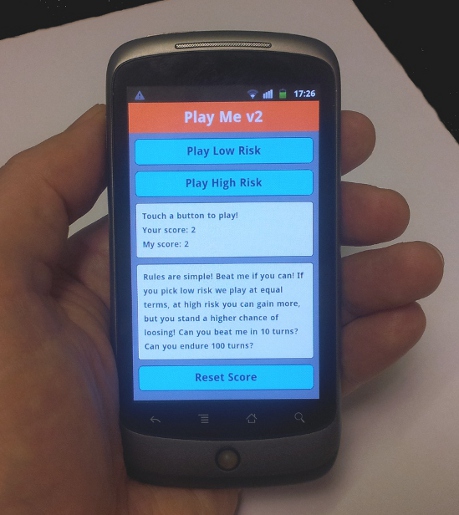 17:26
Play Me v2
Play Low Risk
Play High Risk
Touch a button to play!
Your score: 2
My score: 2
Rules are simple! Beat me if you can! If
you pick low risk we play at equal
terms, at high risk you can gain more,
but you stand a higher chance of
loosing! Can you beat me in 10 turns?
Can you endure 100 turns?
Reset Score